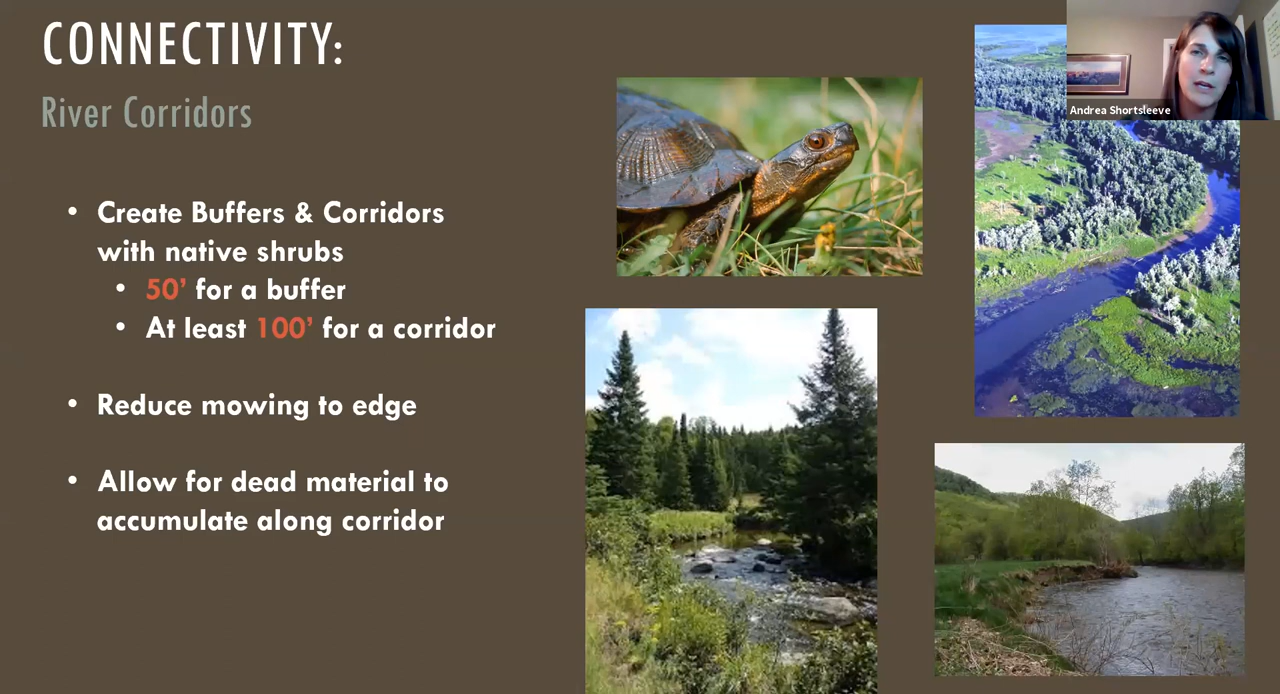 CONNECTIVITY:
River Corridors
Andrea Shortsleeve
• Create Buffers & Corridors
with native shrubs
• 50’ for a buffer
• At least 100’ for a corridor
• Reduce mowing to edge
• Allow for dead material to
accumulate along corridor